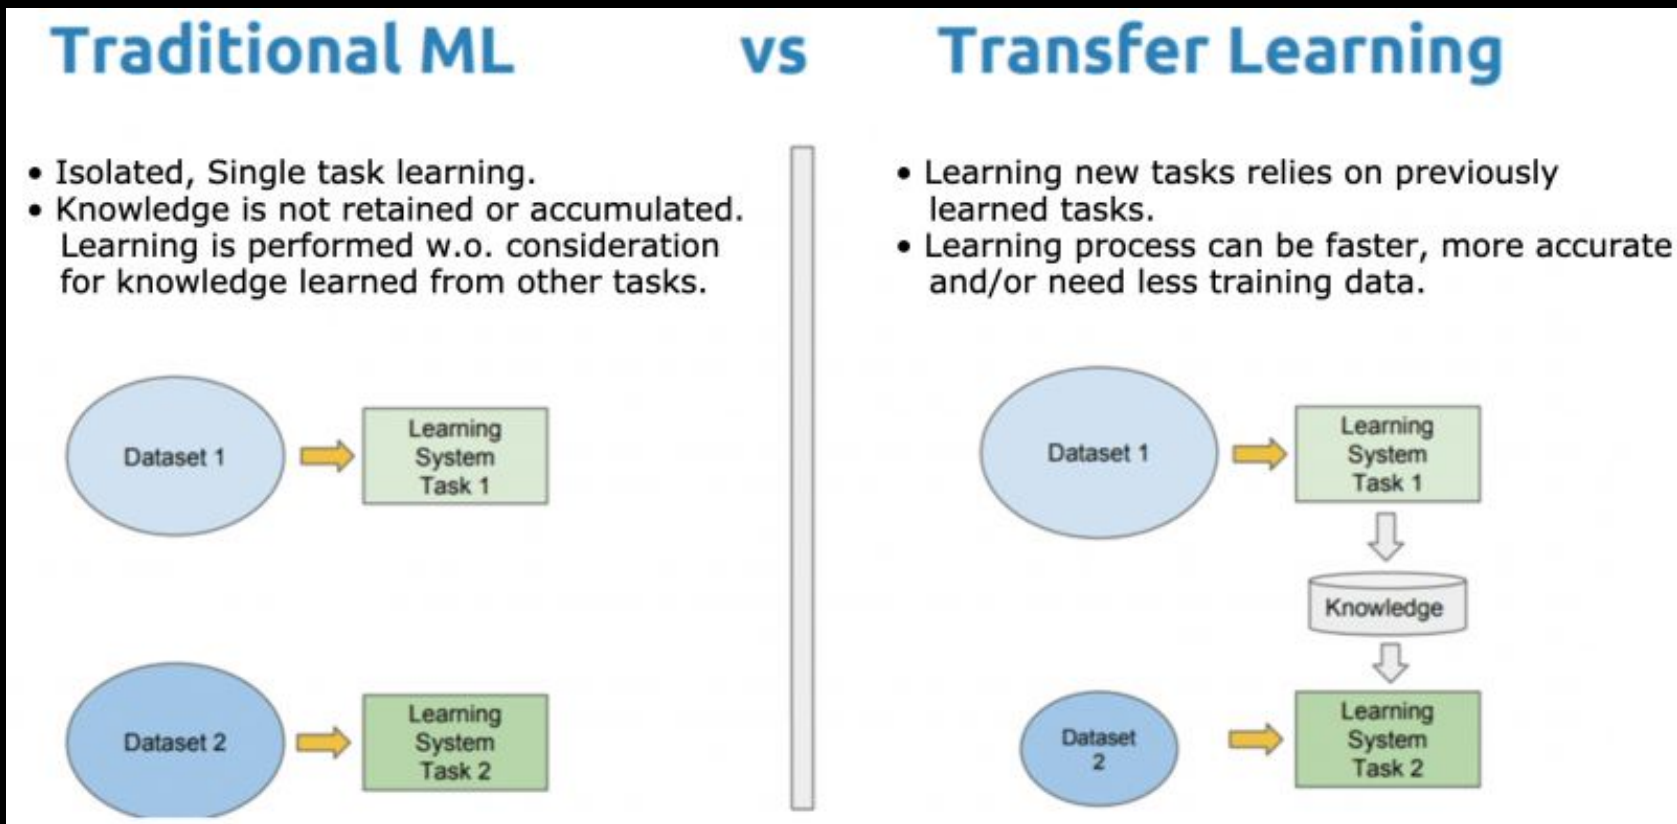 Traditional ML vs Transfer Learning
• Isolated, Single task learning.
• Knowledge is not retained or accumulated.
Learning is performed w.o. consideration
for knowledge learned from other tasks.
Dataset 1
Learning
System
Task 1
Dataset 2
Learning
System
Task 2
• Learning new tasks relies on previously
learned tasks.
• Learning process can be faster, more accurate
and/or need less training data.
Dataset 1
Learning
System
Task 1
Knowledge
Dataset
2
Learning
System
Task 2